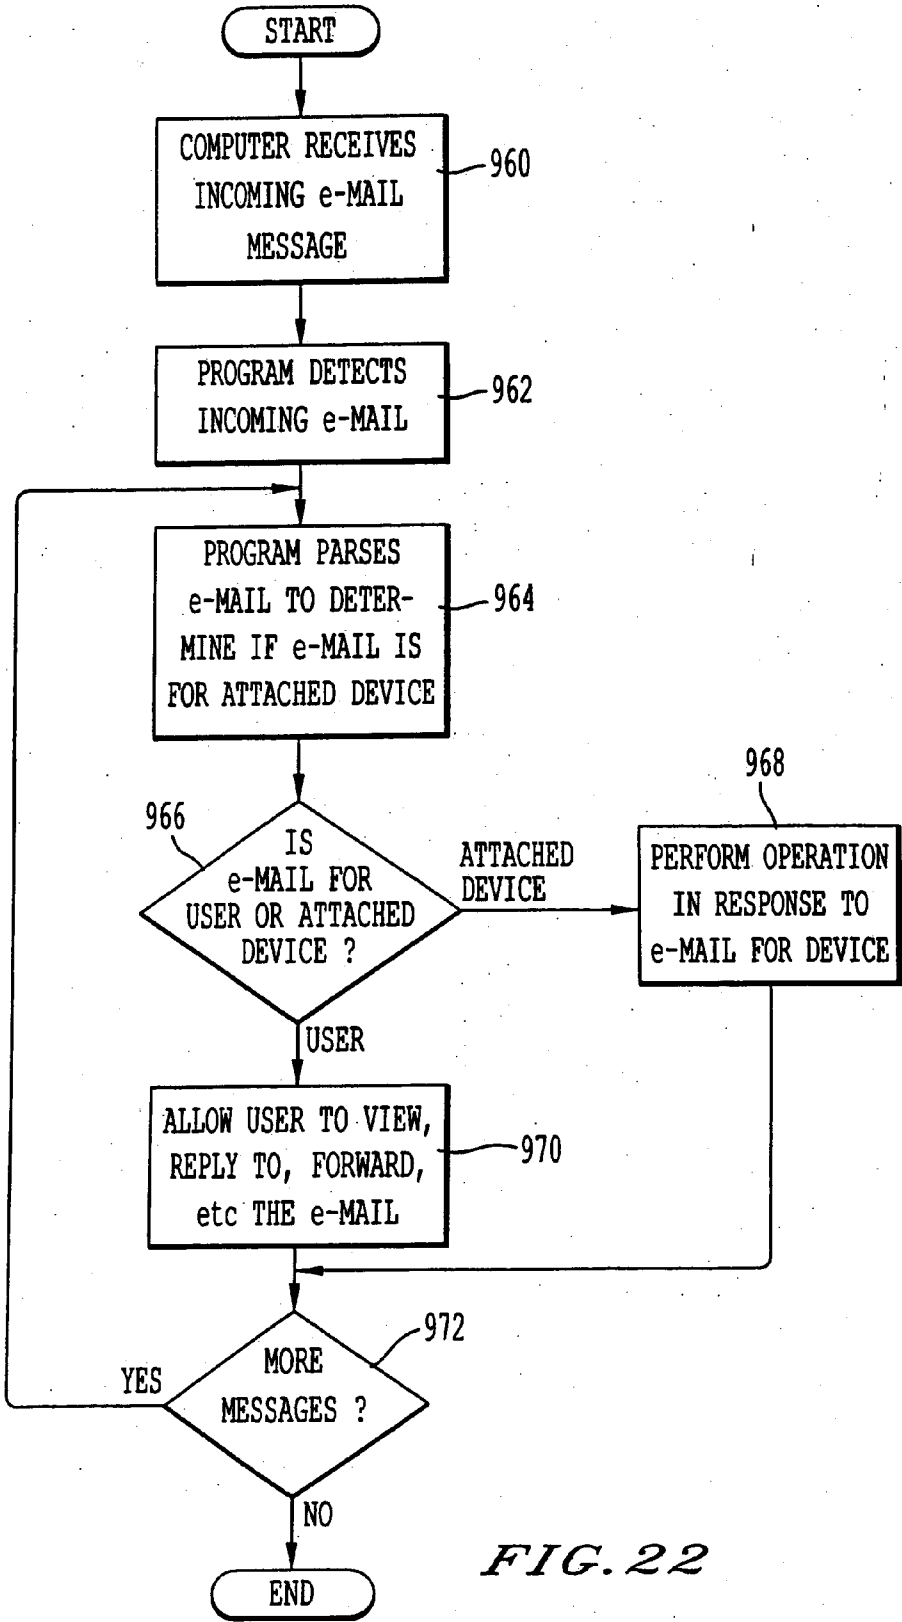 START
COMPUTER RECEIVES
INCOMING e-MAIL
MESSAGE
960
PROGRAM DETECTS
INCOMING e-MAIL
962
PROGRAM PARSES
e-MAIL TO DETER-
MINE IF e-MAIL IS
FOR ATTACHED DEVICE
964
966
IS
e-MAIL FOR
USER OR ATTACHED
DEVICE ?
ATTACHED
DEVICE
968
PERFORM OPERATION
IN RESPONSE TO
e-MAIL FOR DEVICE
USER
ALLOW USER TO VIEW,
REPLY TO, FORWARD,
etc THE e-MAIL
970
972
MORE
MESSAGES ?
YES
NO
END
FIG.22